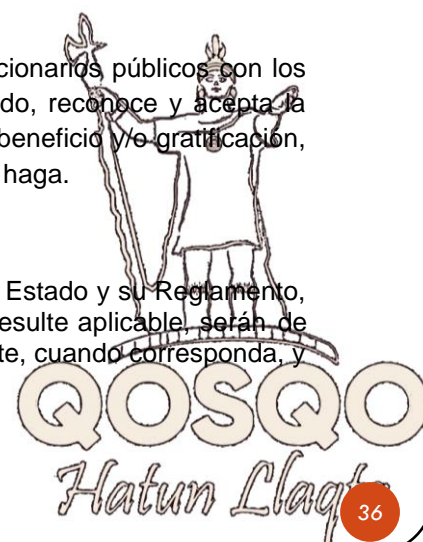 cionarios públicos con los
do, reconoce y acepta la
beneficio y/o gratificación,
haga.
Estado y su Reglamento,
esulte aplicable, serán de
te, cuando corresponda, y
QOSQO
Hatun Llaqta
36